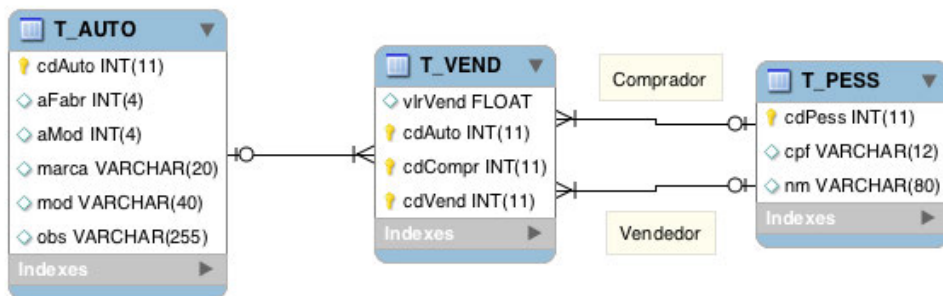 T_AUTO
cdAuto INT(11)
aFabr INT(4)
aMod INT(4)
marca VARCHAR(20)
mod VARCHAR(40)
obs VARCHAR(255)
Indexes
T_VEND
vlrVend FLOAT
cdAuto INT(11)
cdCompr INT(11)
cdVend INT(11)
Indexes
Comprador
Vendedor
T_PESS
cdPess INT(11)
cpf VARCHAR(12)
nm VARCHAR(80)
Indexes